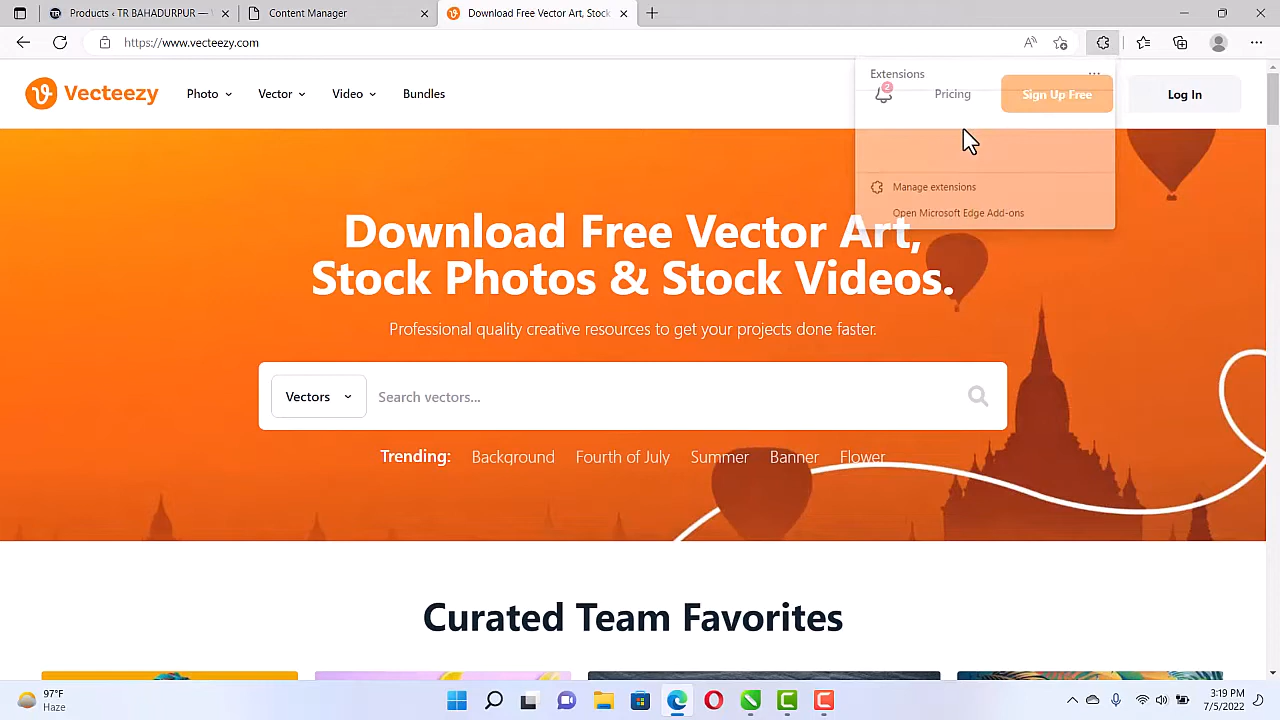 Products ‹ TR BAHADURPUR — \
Content Manager
Download Free Vector Art, Stock
https://www.vecteezy.com
Extensions
Vecteezy
Photo
Vector
Video
Bundles
2
Pricing
Sign Up Free
Log In
Manage extensions
Open Microsoft Edge Add-ons
Download Free Vector Art,
Stock Photos & Stock Videos.
Professional quality creative resources to get your projects done faster.
Vectors
Search vectors...
Trending: Background Fourth of July Summer Banner Flower
Curated Team Favorites
97°F
Haze
3:19 PM
7/5/2022